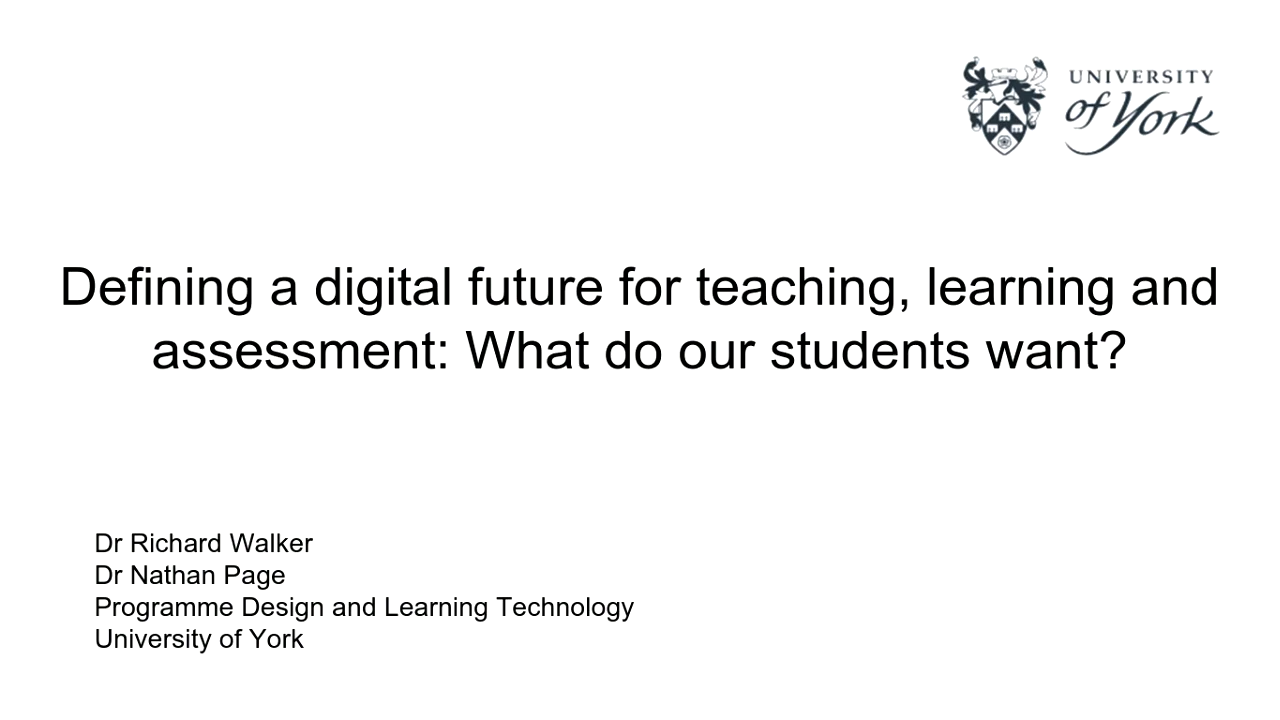 UNIVERSITY
of York
Defining a digital future for teaching, learning and
assessment: What do our students want?
Dr Richard Walker
Dr Nathan Page
Programme Design and Learning Technology
University of York